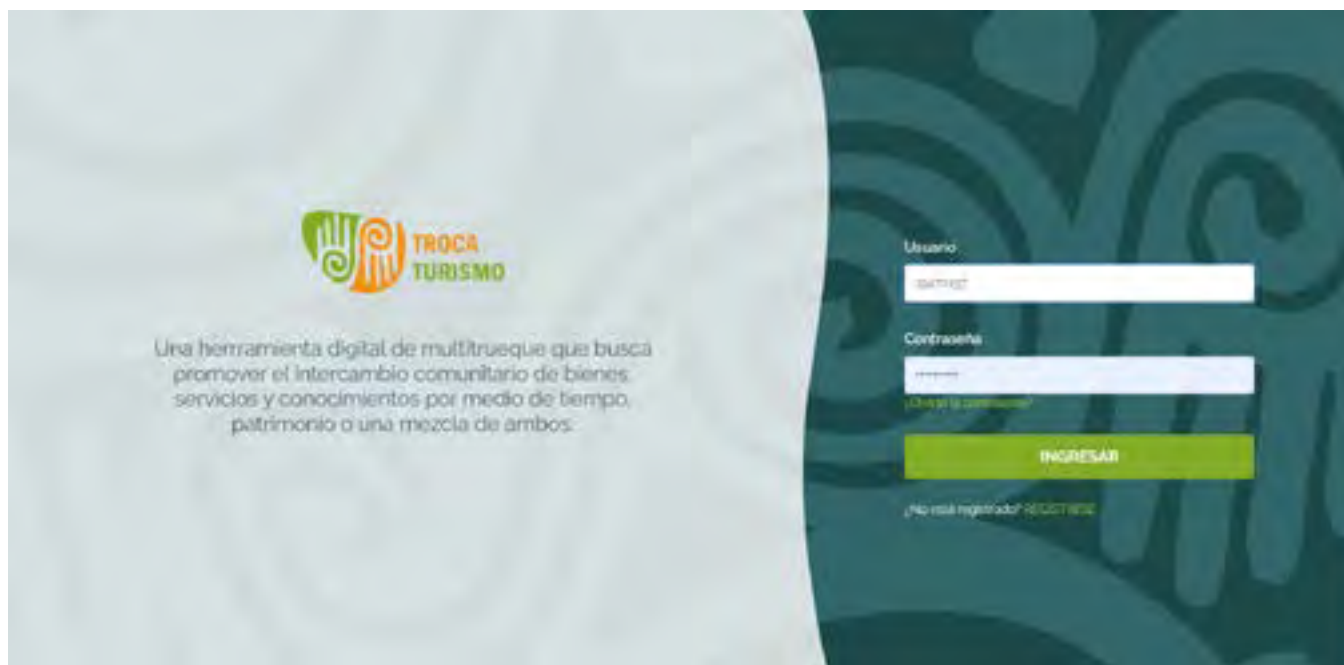 TROCA
TURISMO
Una herramienta digital de multitrueque que busca
promover el intercambio comunitario de bienes,
servicios y conocimientos por medio de tiempo,
patrimonio o una mezcla de ambos.
Usuario
Contraseña
¿Olvidó la contraseña?
INGRESAR
¿No está registrado? REGÍSTRESE